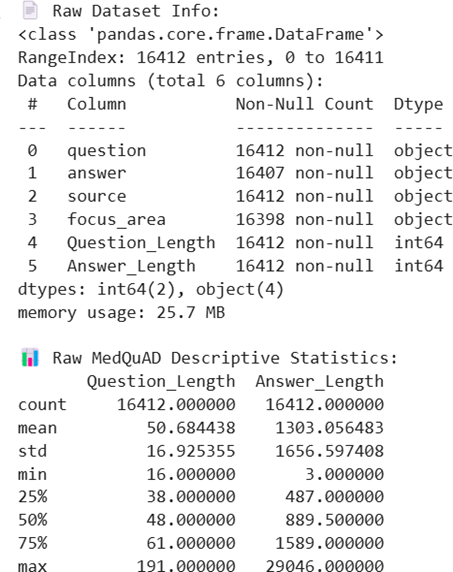 📄 Raw Dataset Info:
<class 'pandas.core.frame.DataFrame'>
RangeIndex: 16412 entries, 0 to 16411
Data columns (total 6 columns):
 #   Column           Non-Null Count  Dtype
---  ------           --------------  -----
 0   question         16412 non-null  object
 1   answer           16407 non-null  object
 2   source           16412 non-null  object
 3   focus_area       16398 non-null  object
 4   Question_Length  16412 non-null  int64
 5   Answer_Length    16412 non-null  int64
dtypes: int64(2), object(4)
memory usage: 25.7 MB
📊 Raw MedQuAD Descriptive Statistics:
       Question_Length  Answer_Length
count     16412.000000   16412.000000
mean         50.684438    1303.056483
std          16.925355    1656.597408
min          16.000000       3.000000
25%          38.000000     487.000000
50%          48.000000     889.500000
75%          61.000000    1589.000000
max         191.000000   29046.000000